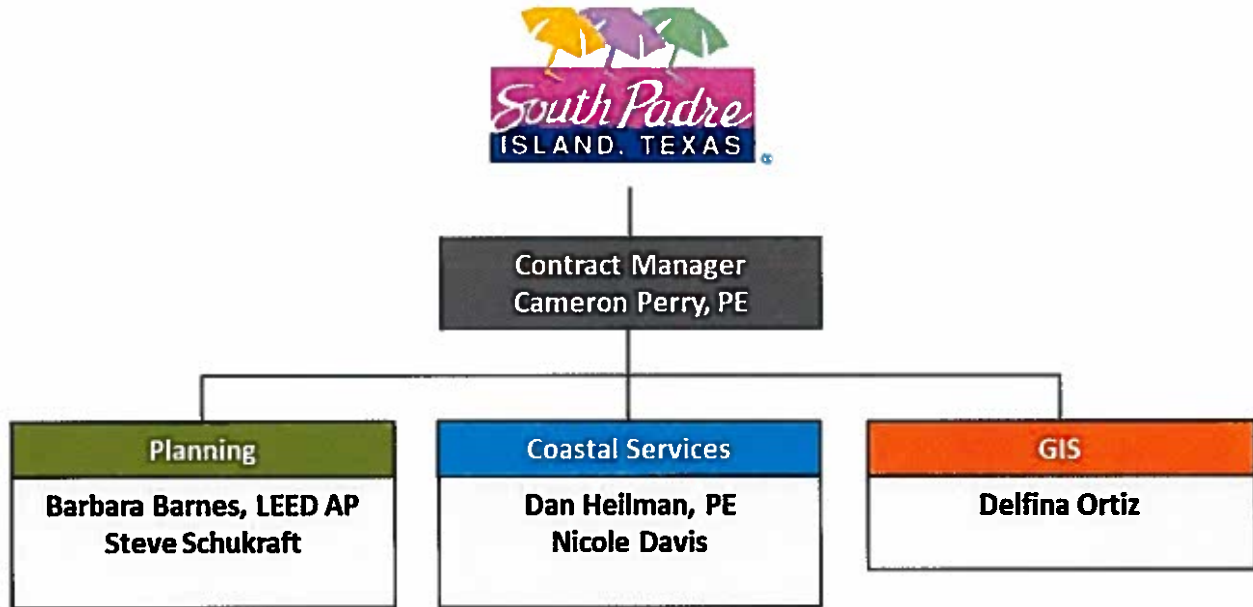 South Padre
ISLAND. TEXAS ®
Contract Manager
Cameron Perry, PE
Planning
Barbara Barnes, LEED AP
Steve Schukraft
Coastal Services
Dan Heilman, PE
Nicole Davis
GIS
Delfina Ortiz